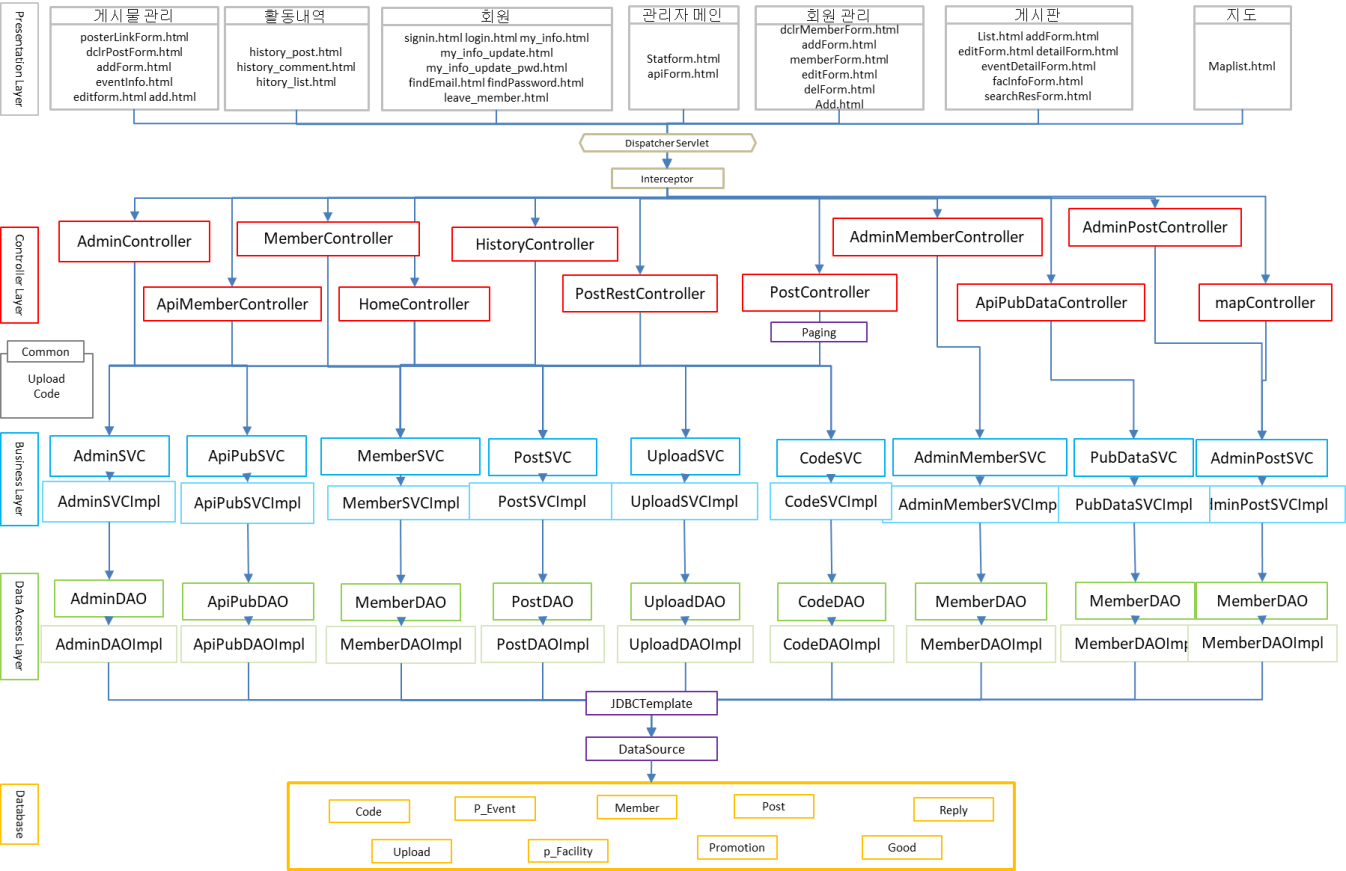 Presentation Layer
게시물 관리
posterLinkForm.html
dclrPostForm.html
addForm.html
eventInfo.html
editform.html add.html
활동내역
history_post.html
history_comment.html
hitory_list.html
회원
signin.html login.html my_info.html
my_info_update.html
my_info_update_pwd.html
findEmail.html findPassword.html
leave_member.html
관리자 메인
Statform.html
apiForm.html
회원 관리
dclrMemberForm.html
addForm.html
memberForm.html
editForm.html
delForm.html
Add.html
게시판
List.html addForm.html
editForm.html detailForm.html
eventDetailForm.html
facInfoForm.html
searchResForm.html
지도
Maplist.html
Dispatcher Servlet
Interceptor
Controller Layer
AdminController
MemberController
HistoryController
AdminMemberController
AdminPostController
ApiMemberController
HomeController
PostRestController
PostController
ApiPubDataController
mapController
Paging
Common
Upload
Code
Business Layer
AdminSVC
ApiPubSVC
MemberSVC
PostSVC
UploadSVC
CodeSVC
AdminMemberSVC
PubDataSVC
AdminPostSVC
AdminSVCImpl
ApiPubSVCImpl
MemberSVCImpl
PostSVCImpl
UploadSVCImpl
CodeSVCImpl
AdminMemberSVCImp
PubDataSVCImpl
dminPostSVCImpl
Data Access Layer
AdminDAO
ApiPubDAO
MemberDAO
PostDAO
UploadDAO
CodeDAO
MemberDAO
MemberDAO
MemberDAO
AdminDAOImpl
ApiPubDAOImpl
MemberDAOImpl
PostDAOImpl
UploadDAOImpl
CodeDAOImpl
MemberDAOImpl
MemberDAOImp
MemberDAOImpl
JDBCTemplate
DataSource
Database
Code
P_Event
Member
Post
Reply
Upload
p_Facility
Promotion
Good